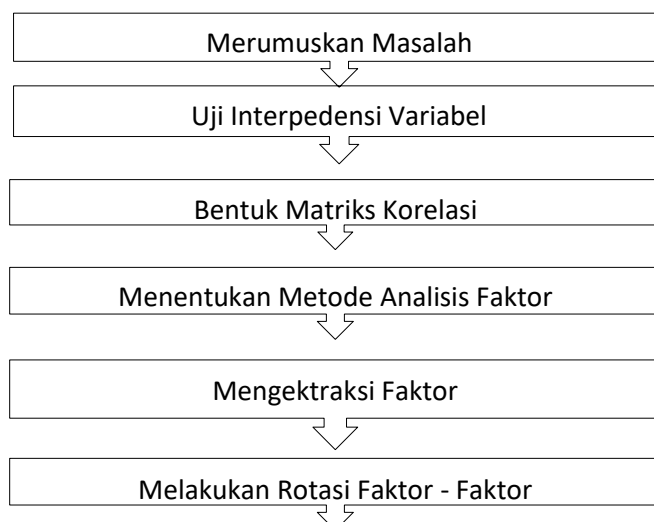 Merumuskan Masalah
Uji Interpedensi Variabel
Bentuk Matriks Korelasi
Menentukan Metode Analisis Faktor
Mengektraksi Faktor
Melakukan Rotasi Faktor - Faktor